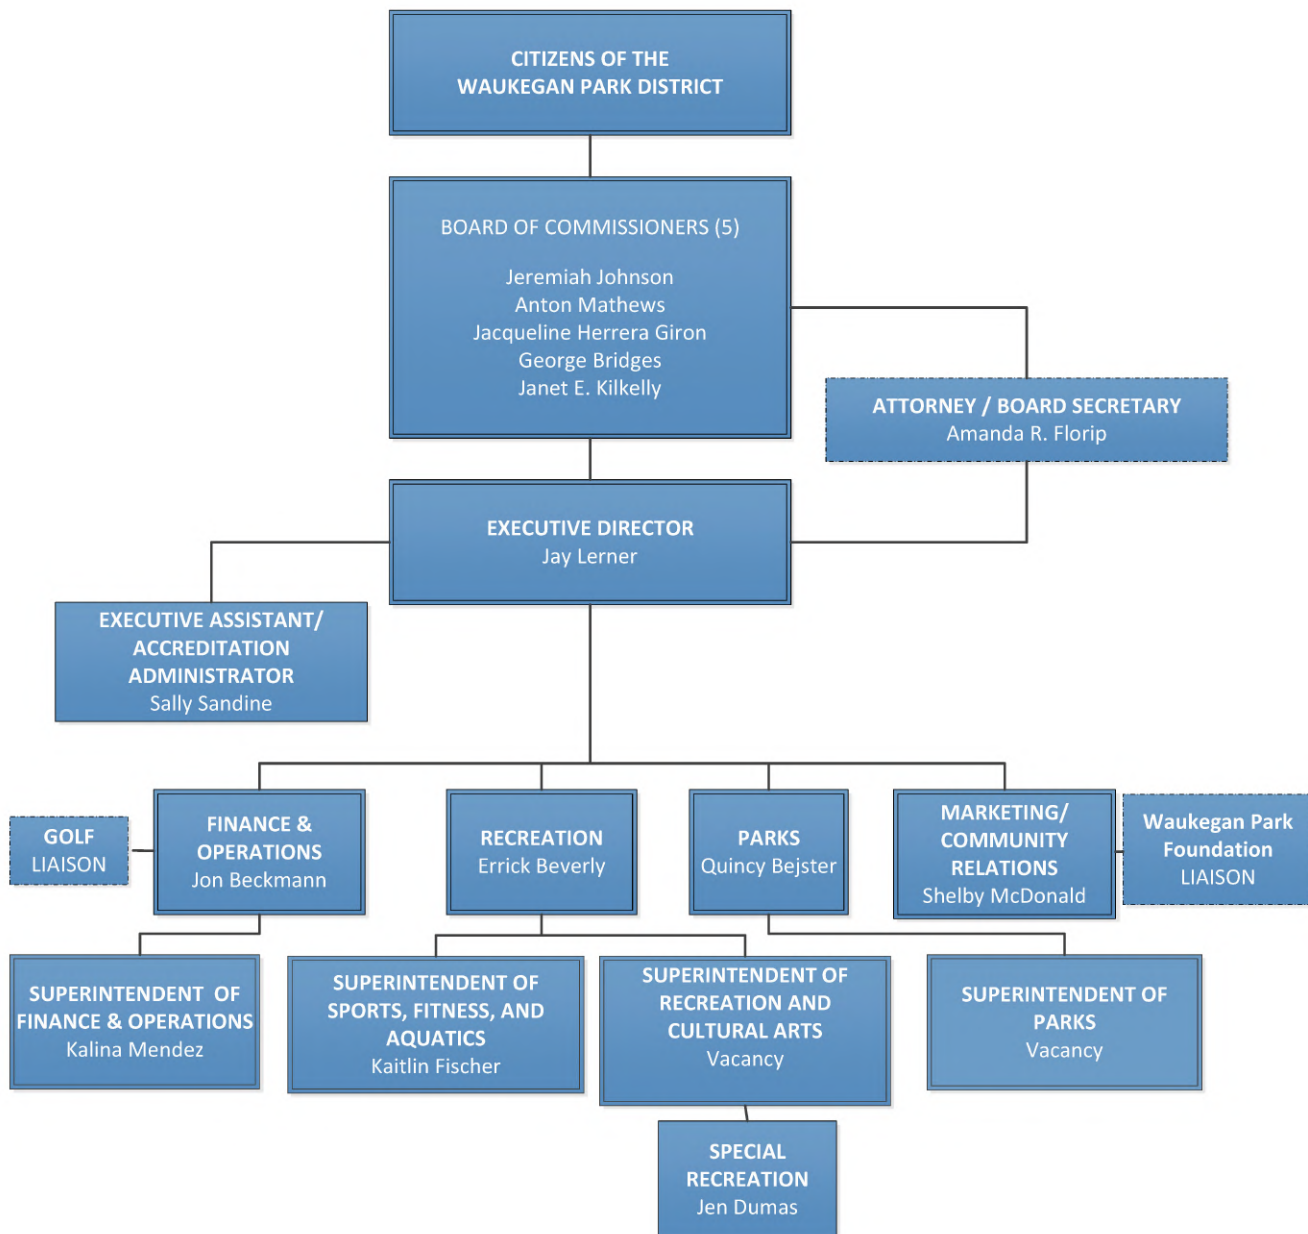 CITIZENS OF THE
WAUKEGAN PARK DISTRICT
BOARD OF COMMISSIONERS (5)
Jeremiah Johnson
Anton Mathews
Jacqueline Herrera Giron
George Bridges
Janet E. Kilkelly
ATTORNEY / BOARD SECRETARY
Amanda R. Florip
EXECUTIVE DIRECTOR
Jay Lerner
EXECUTIVE ASSISTANT/
ACCREDITATION
ADMINISTRATOR
Sally Sandine
GOLF
LIAISON
FINANCE &
OPERATIONS
Jon Beckmann
RECREATION
Errick Beverly
PARKS
Quincy Bejster
MARKETING/
COMMUNITY
RELATIONS
Shelby McDonald
Waukegan Park
Foundation
LIAISON
SUPERINTENDENT OF
FINANCE & OPERATIONS
Kalina Mendez
SUPERINTENDENT OF
SPORTS, FITNESS, AND
AQUATICS
Kaitlin Fischer
SUPERINTENDENT OF
RECREATION AND
CULTURAL ARTS
Vacancy
SUPERINTENDENT OF
PARKS
Vacancy
SPECIAL
RECREATION
Jen Dumas